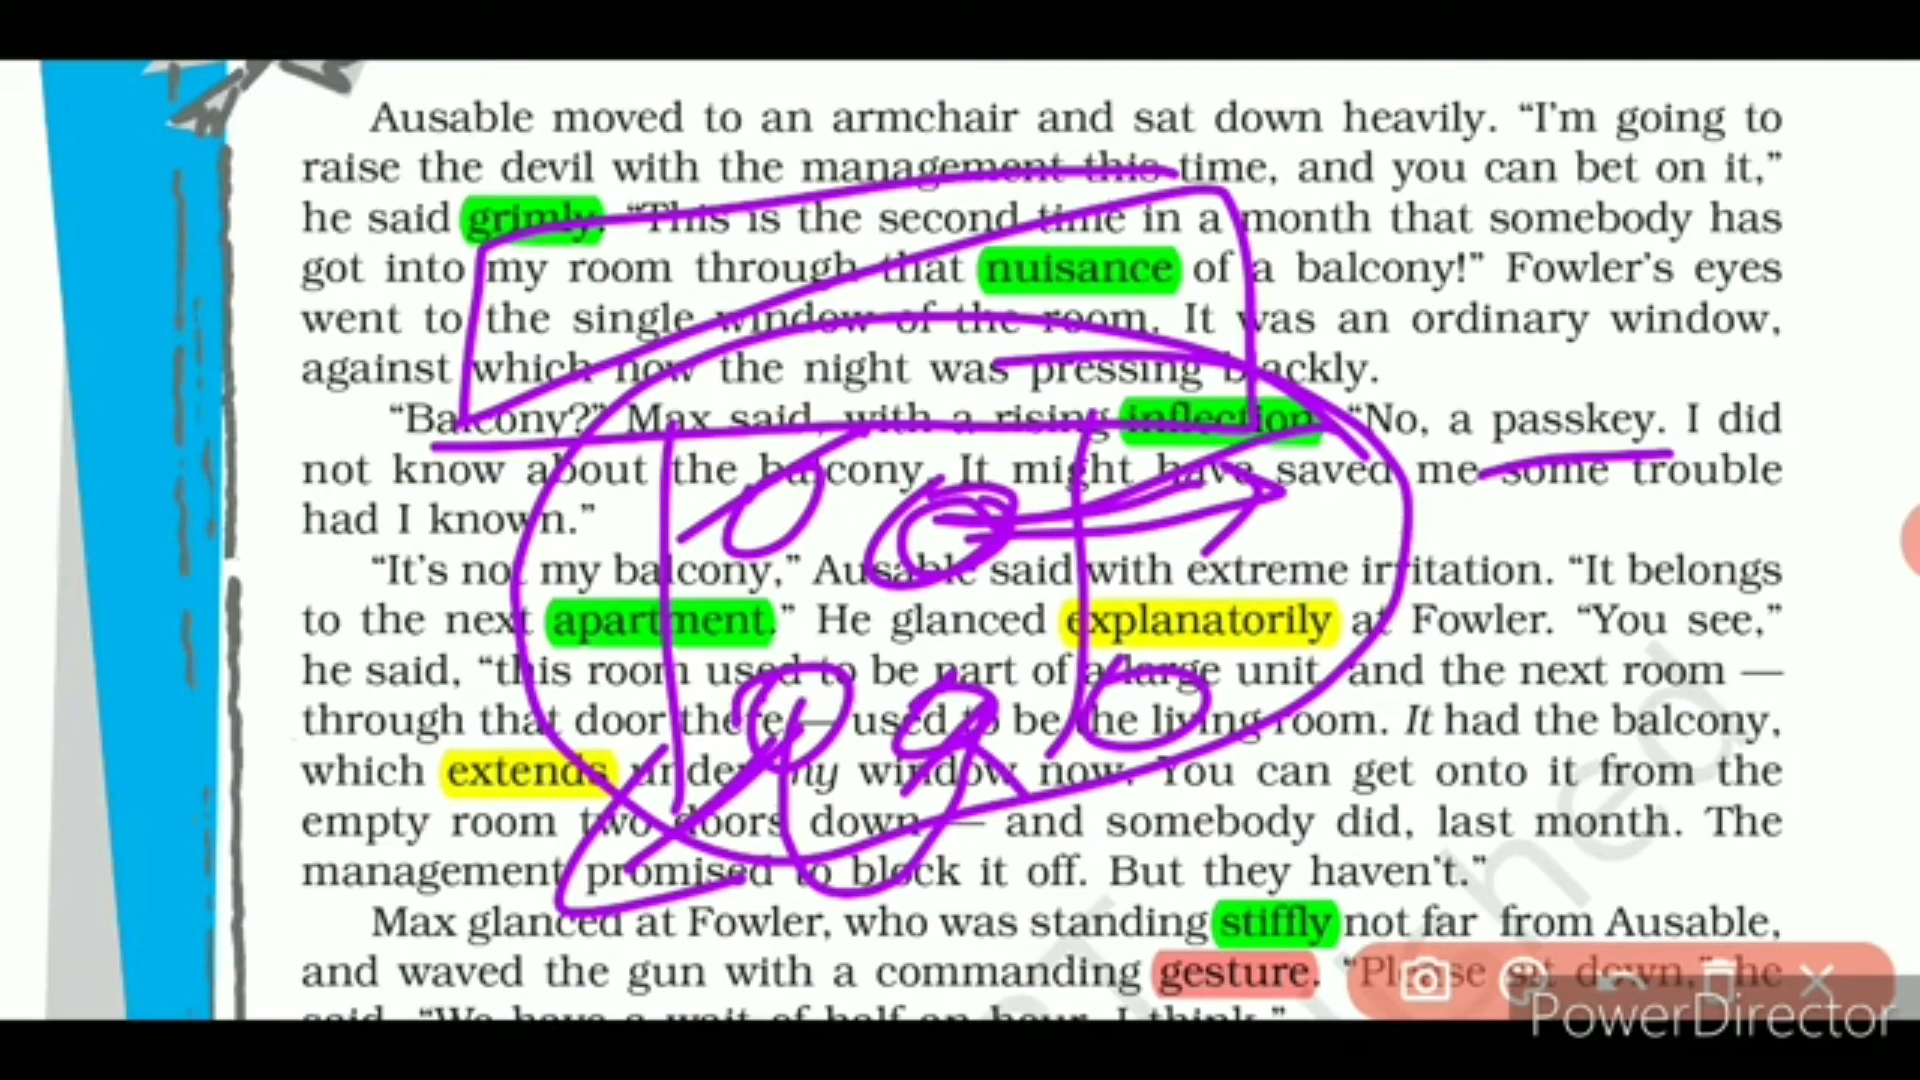 Ausable moved to an armchair and sat down heavily. “I'm going to
raise the devil with the management this time, and you can bet on it,”
he said grimly. “This is the second time in a month that somebody has
got into my room through that nuisance of a balcony!” Fowler's eyes
went to the single window of the room. It was an ordinary window,
against which now the night was pressing blackly.
“Balcony?” Max said, with a rising inflection. “No, a passkey. I did
not know about the balcony. It might have saved me some trouble
had I known.”
“It's not my balcony,” Ausable said with extreme irritation. “It belongs
to the next apartment.” He glanced explanatorily at Fowler. “You see,”
he said, “this room used to be part of a large unit, and the next room —
through that door there — used to be the living room. It had the balcony,
which extends under my window now. You can get onto it from the
empty room two doors down — and somebody did, last month. The
management promised to block it off. But they haven't.”
Max glanced at Fowler, who was standing stiffly not far from Ausable,
and waved the gun with a commanding gesture. “Please sit down,” he
said. “We have a wait of half an hour, I think.”
PowerDirector